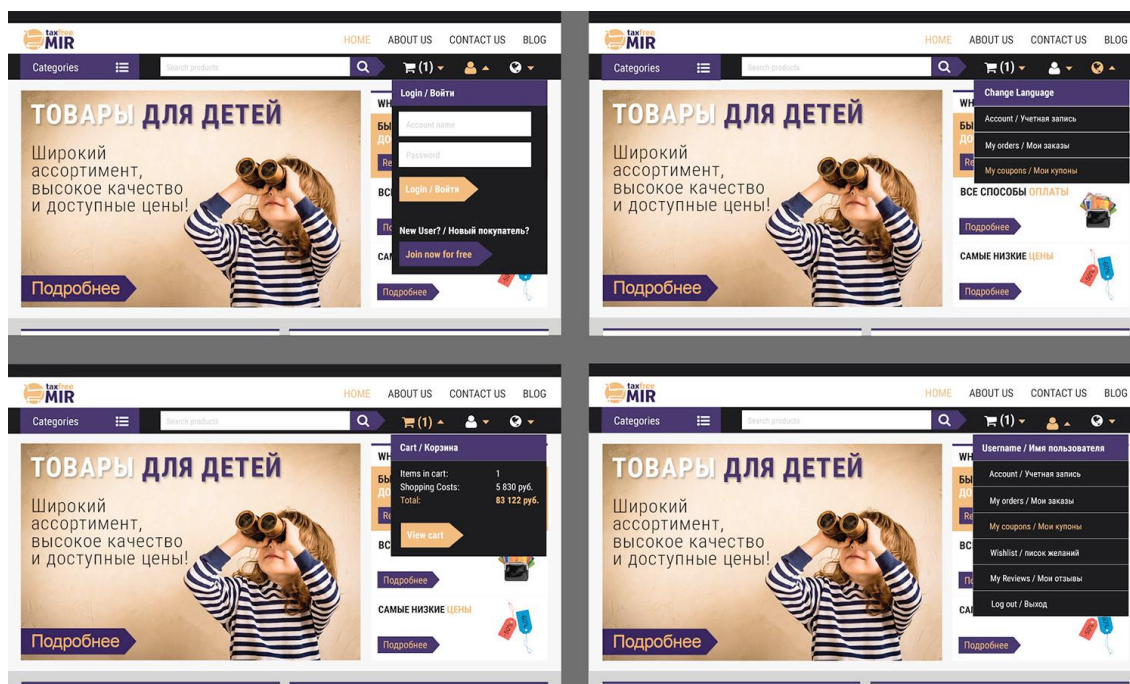 taxfree
MIR
HOME ABOUT US CONTACT US BLOG
Categories
Search products
(1)
ТОВАРЫ ДЛЯ ДЕТЕЙ
Широкий
ассортимент,
высокое качество
и доступные цены!
Подробнее
Login / Войти
Account name
Password
Login / Войти
New User? / Новый покупатель?
Join now for free
Подробнее
taxfree
MIR
HOME ABOUT US CONTACT US BLOG
Categories
Search products
(1)
ТОВАРЫ ДЛЯ ДЕТЕЙ
Широкий
ассортимент,
высокое качество
и доступные цены!
Подробнее
Change Language
Account / Учетная запись
My orders / Мои заказы
My coupons / Мои купоны
ВСЕ СПОСОБЫ ОПЛАТЫ
Подробнее
САМЫЕ НИЗКИЕ ЦЕНЫ
Подробнее
taxfree
MIR
HOME ABOUT US CONTACT US BLOG
Categories
Search products
(1)
ТОВАРЫ ДЛЯ ДЕТЕЙ
Широкий
ассортимент,
высокое качество
и доступные цены!
Подробнее
Cart / Корзина
Items in cart: 1
Shopping Costs: 5 830 руб.
Total: 83 122 руб.
View cart
Подробнее
САМЫЕ НИЗКИЕ ЦЕНЫ
50%
Подробнее
taxfree
MIR
HOME ABOUT US CONTACT US BLOG
Categories
Search products
(1)
ТОВАРЫ ДЛЯ ДЕТЕЙ
Широкий
ассортимент,
высокое качество
и доступные цены!
Подробнее
Username / Имя пользователя
Account / Учетная запись
My orders / Мои заказы
My coupons / Мои купоны
Wishlist / писок желаний
My Reviews / Мои отзывы
Log out / Выход
Подробнее